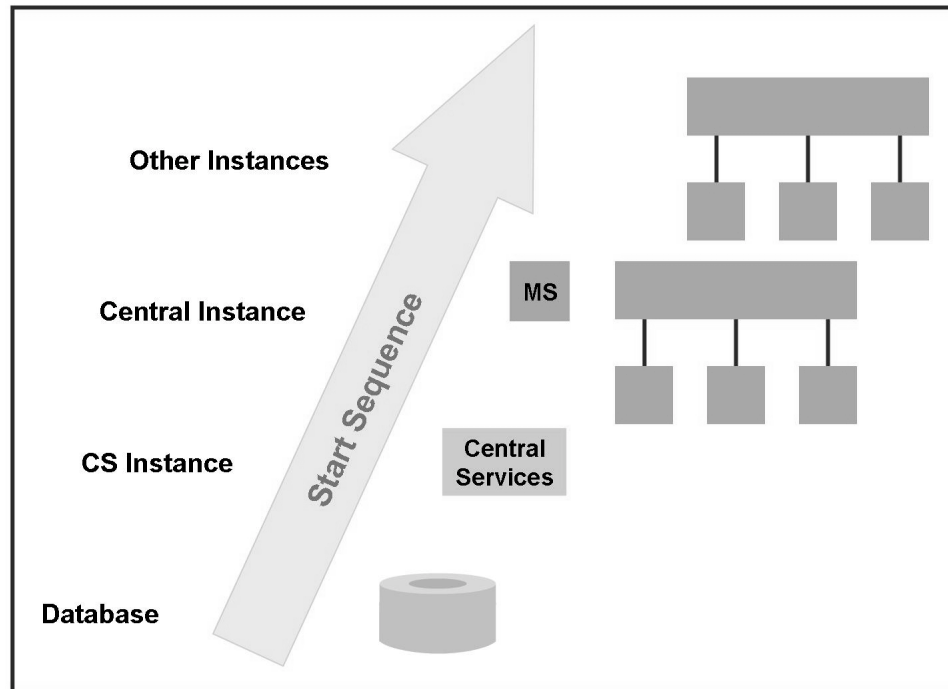 Other Instances
Central Instance
MS
Start Sequence
CS Instance
Central
Services
Database